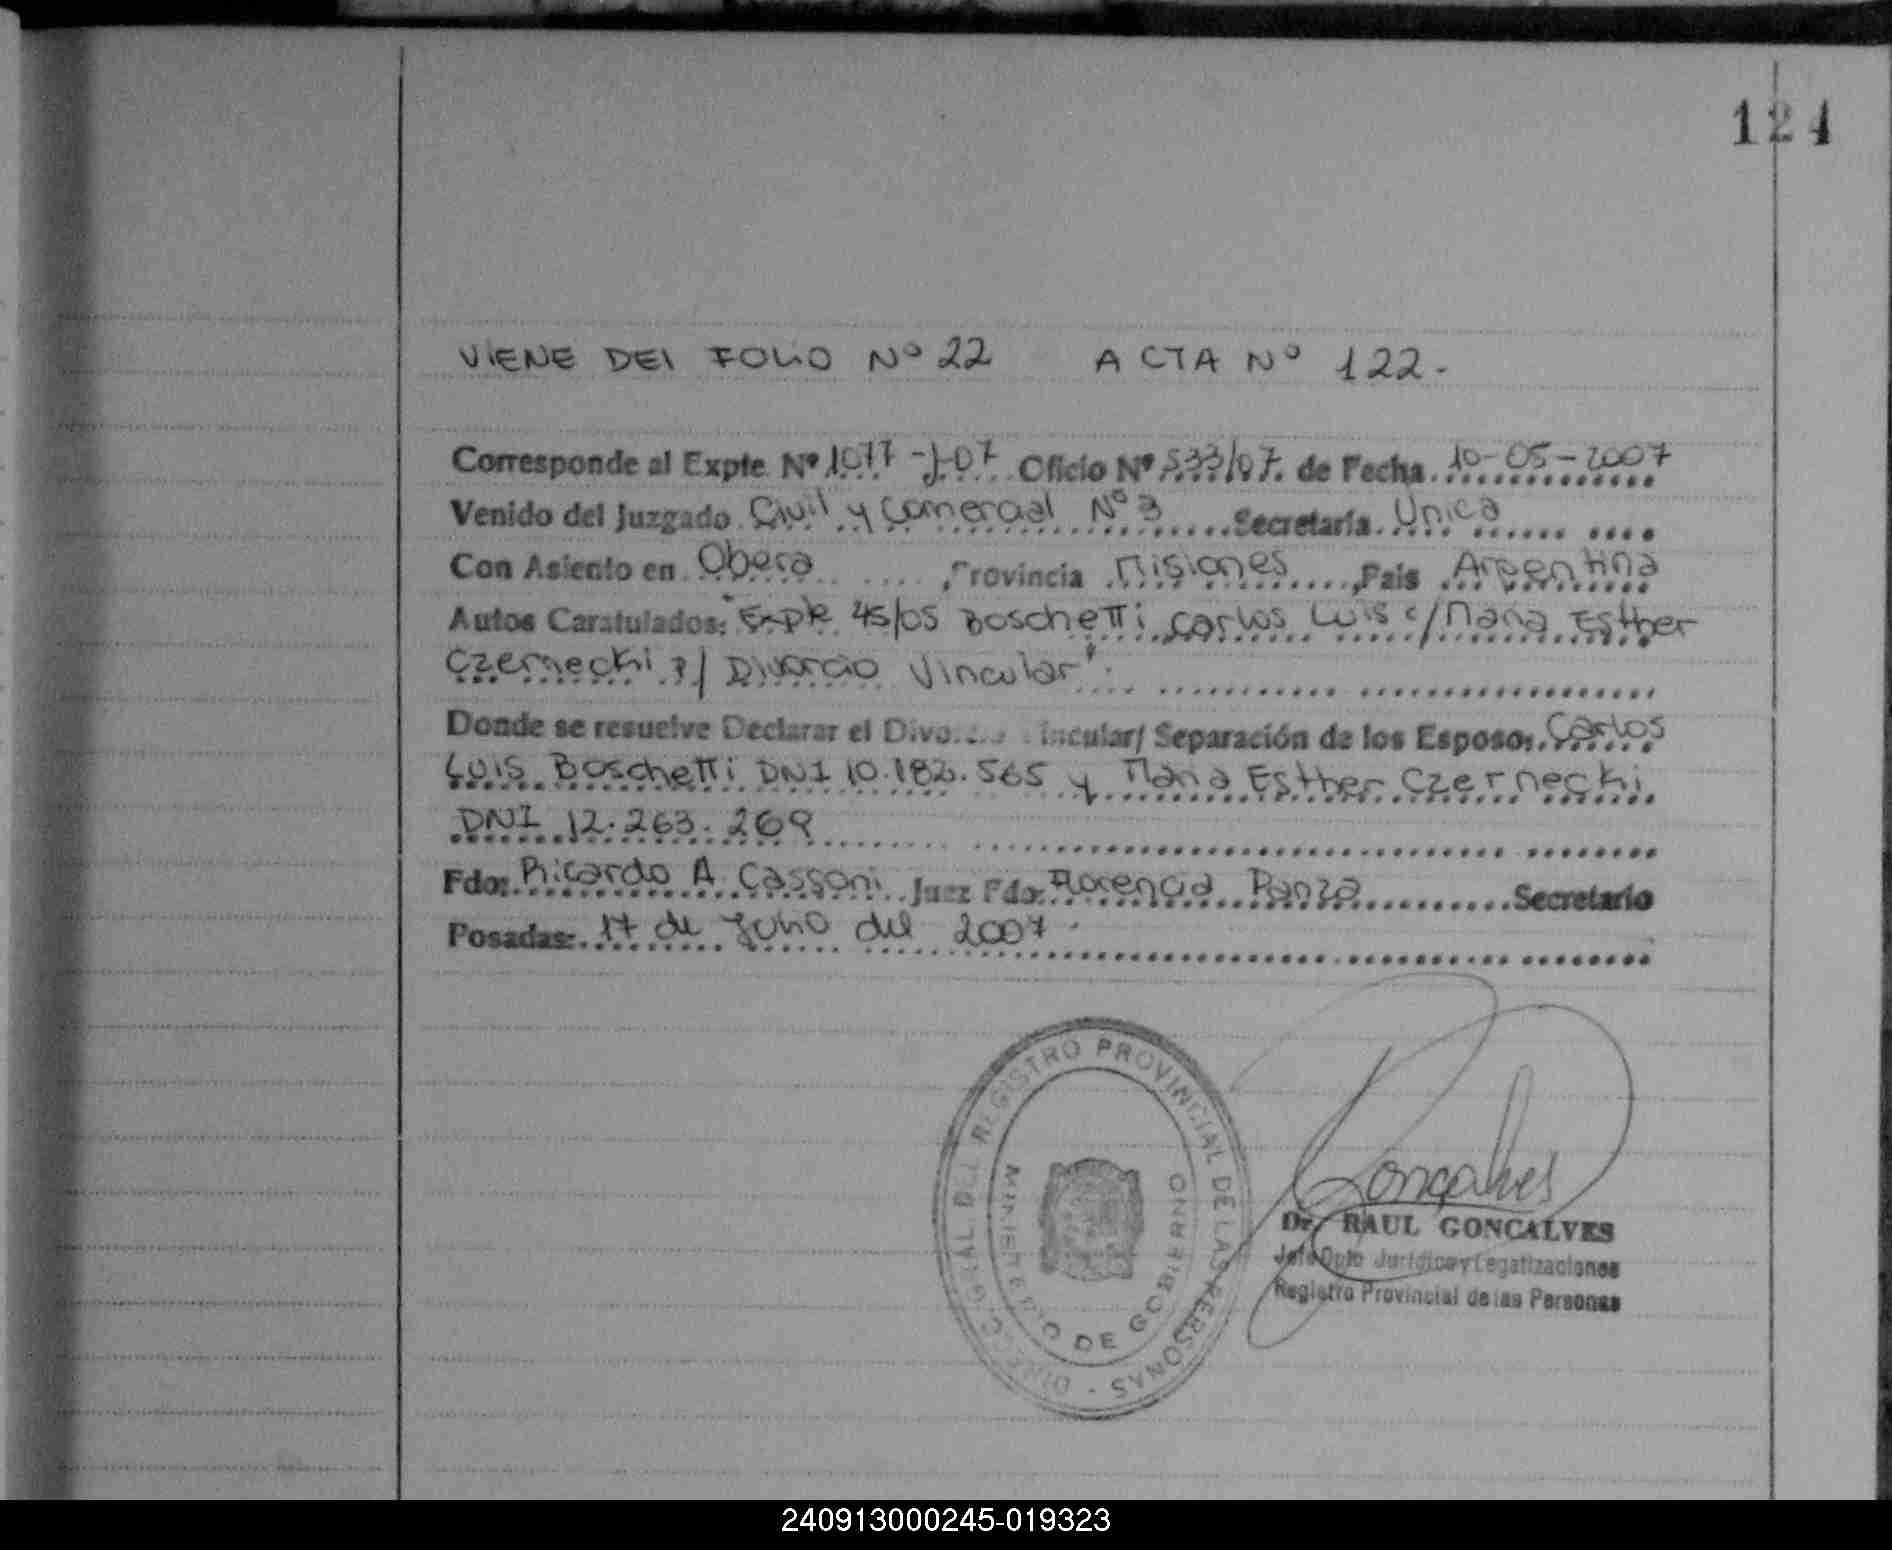 124
VIENE DEL FOLIO Nº 22 ACTA Nº 122.
Corresponde al Expte. Nº 1077-J-07 Oficio Nº 533/07. de Fecha 10-05-2007
Venido del Juzgado Civil y Comercial Nº 3 Secretaría Unica
Con Asiento en Obera, Provincia Misiones, País Argentina
Autos Caratulados: "Expte 45/05 Boschetti Carlos Luis c/ Maria Esther
Czernecki s/ Divorcio Vincular".
Donde se resuelve Declarar el Divorcio Vincular/ Separación de los Esposos Carlos
Luis Boschetti DNI 10.182.565 y Maria Esther Czernecki
DNI 12.263.269
Fdo: Ricardo A. Cassoni Juez Fdo: Florencia Panza Secretario
Posadas: 17 de Julio del 2007.
DIRECC. GRAL. DEL REGISTRO PROVINCIAL DE LAS PERSONAS -
MINISTERIO DE GOBIERNO
Goncalves
Dr. RAUL GONCALVES
Jefe Dpto Jurídico y Legalizaciones
Registro Provincial de las Personas
240913000245-019323